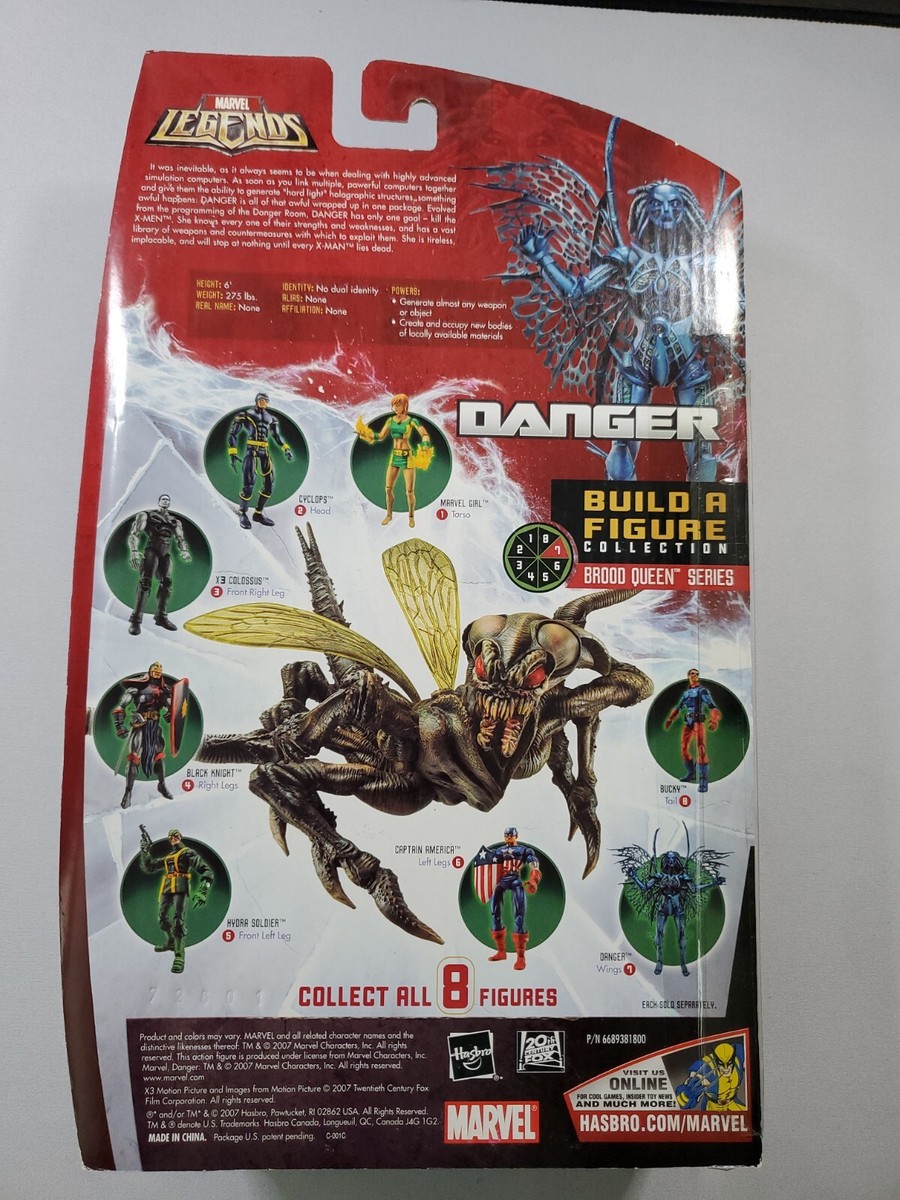 MARVEL
LEGENDS
It was inevitable, as it always seems to be when dealing with highly advanced
simulation computers. As soon as you link multiple, powerful computers together
and give them the ability to generate "hard light" holographic structures, something
awful happens. DANGER is all of that awful wrapped up in one package. Evolved
from the programming of the Danger Room, DANGER has only one goal – kill the
X-MEN™. She knows every one of their strengths and weaknesses, and has a vast
library of weapons and countermeasures with which to exploit them. She is tireless,
implacable, and will stop at nothing until every X-MAN™ lies dead.
HEIGHT: 6'
WEIGHT: 275 lbs.
REAL NAME: None
IDENTITY: No dual identity
ALIAS: None
AFFILIATION: None
POWERS:
• Generate almost any weapon
or object
• Create and occupy new bodies
of locally available materials
DANGER
CYCLOPS™
2 Head
MARVEL GIRL™
1 Torso
BUILD A
FIGURE
COLLECTION
BROOD QUEEN™ SERIES
1 8
2 7
3 6
4 5
X3 COLOSSUS™
3 Front Right Leg
BLACK KNIGHT™
4 Right Legs
BUCKY™
Tail 8
CAPTAIN AMERICA™
Left Legs 6
HYDRA SOLDIER™
5 Front Left Leg
DANGER™
Wings 7
72801
COLLECT ALL 8 FIGURES
EACH SOLD SEPARATELY.
Product and colors may vary. MARVEL and all related character names and the
distinctive likenesses thereof: TM & © 2007 Marvel Characters, Inc. All rights
reserved. This action figure is produced under license from Marvel Characters, Inc.
Marvel, Danger: TM & © 2007 Marvel Characters, Inc. All rights reserved.
www.marvel.com
X3 Motion Picture and Images from Motion Picture © 2007 Twentieth Century Fox
Film Corporation. All rights reserved.
®* and/or TM* & © 2007 Hasbro, Pawtucket, RI 02862 USA. All Rights Reserved.
TM & ® denote U.S. Trademarks. Hasbro Canada, Longueuil, QC, Canada J4G 1G2.
MADE IN CHINA. Package U.S. patent pending. C-001C
Hasbro
20th
CENTURY
FOX
P/N 6689381800
MARVEL
VISIT US
ONLINE
FOR COOL GAMES, INSIDER TOY NEWS
AND MUCH MORE!
HASBRO.COM/MARVEL